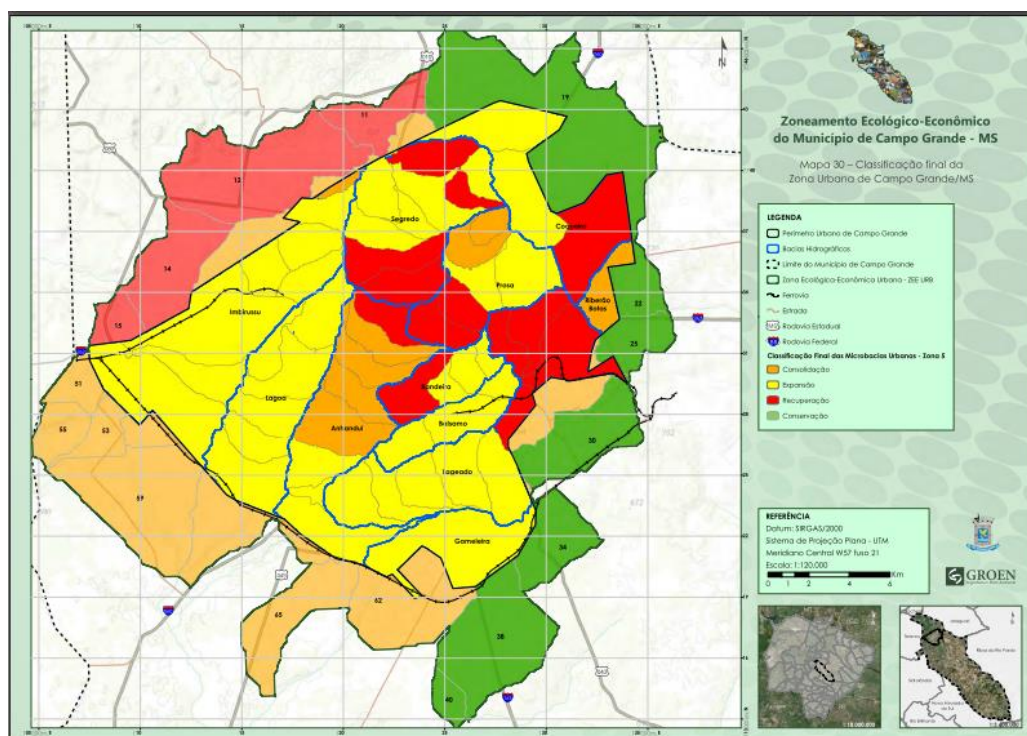 Zoneamento Ecológico-Econômico
do Município de Campo Grande - MS
Mapa 30 – Classificação final da
Zona Urbana de Campo Grande/MS
LEGENDA
Perímetro Urbano de Campo Grande
Bacias Hidrográficas
Limite do Município de Campo Grande
Zona Ecológica-Econômica Urbana - ZEE URB
Ferrovia
Estrada
Rodovia Estadual
Rodovia Federal
Classificação Final das Microbacias Urbanas - Zona 5
Consolidação
Expansão
Recuperação
Conservação
REFERÊNCIA
Datum: SIRGAS/2000
Sistema de Projeção Plana - UTM
Meridiano Central W57 fuso 21
Escala: 1:120.000
Km
0 1 2 4 6
GROEN
19
11
13
Segredo
Coqueiro
14
Prosa
Imbirussu
Ribeirão
Botas
22
15
25
51
Bandeira
Lagoa
55
53
Anhandui
Balsamo
30
Lageado
59
Gameleira
34
62
65
38
40